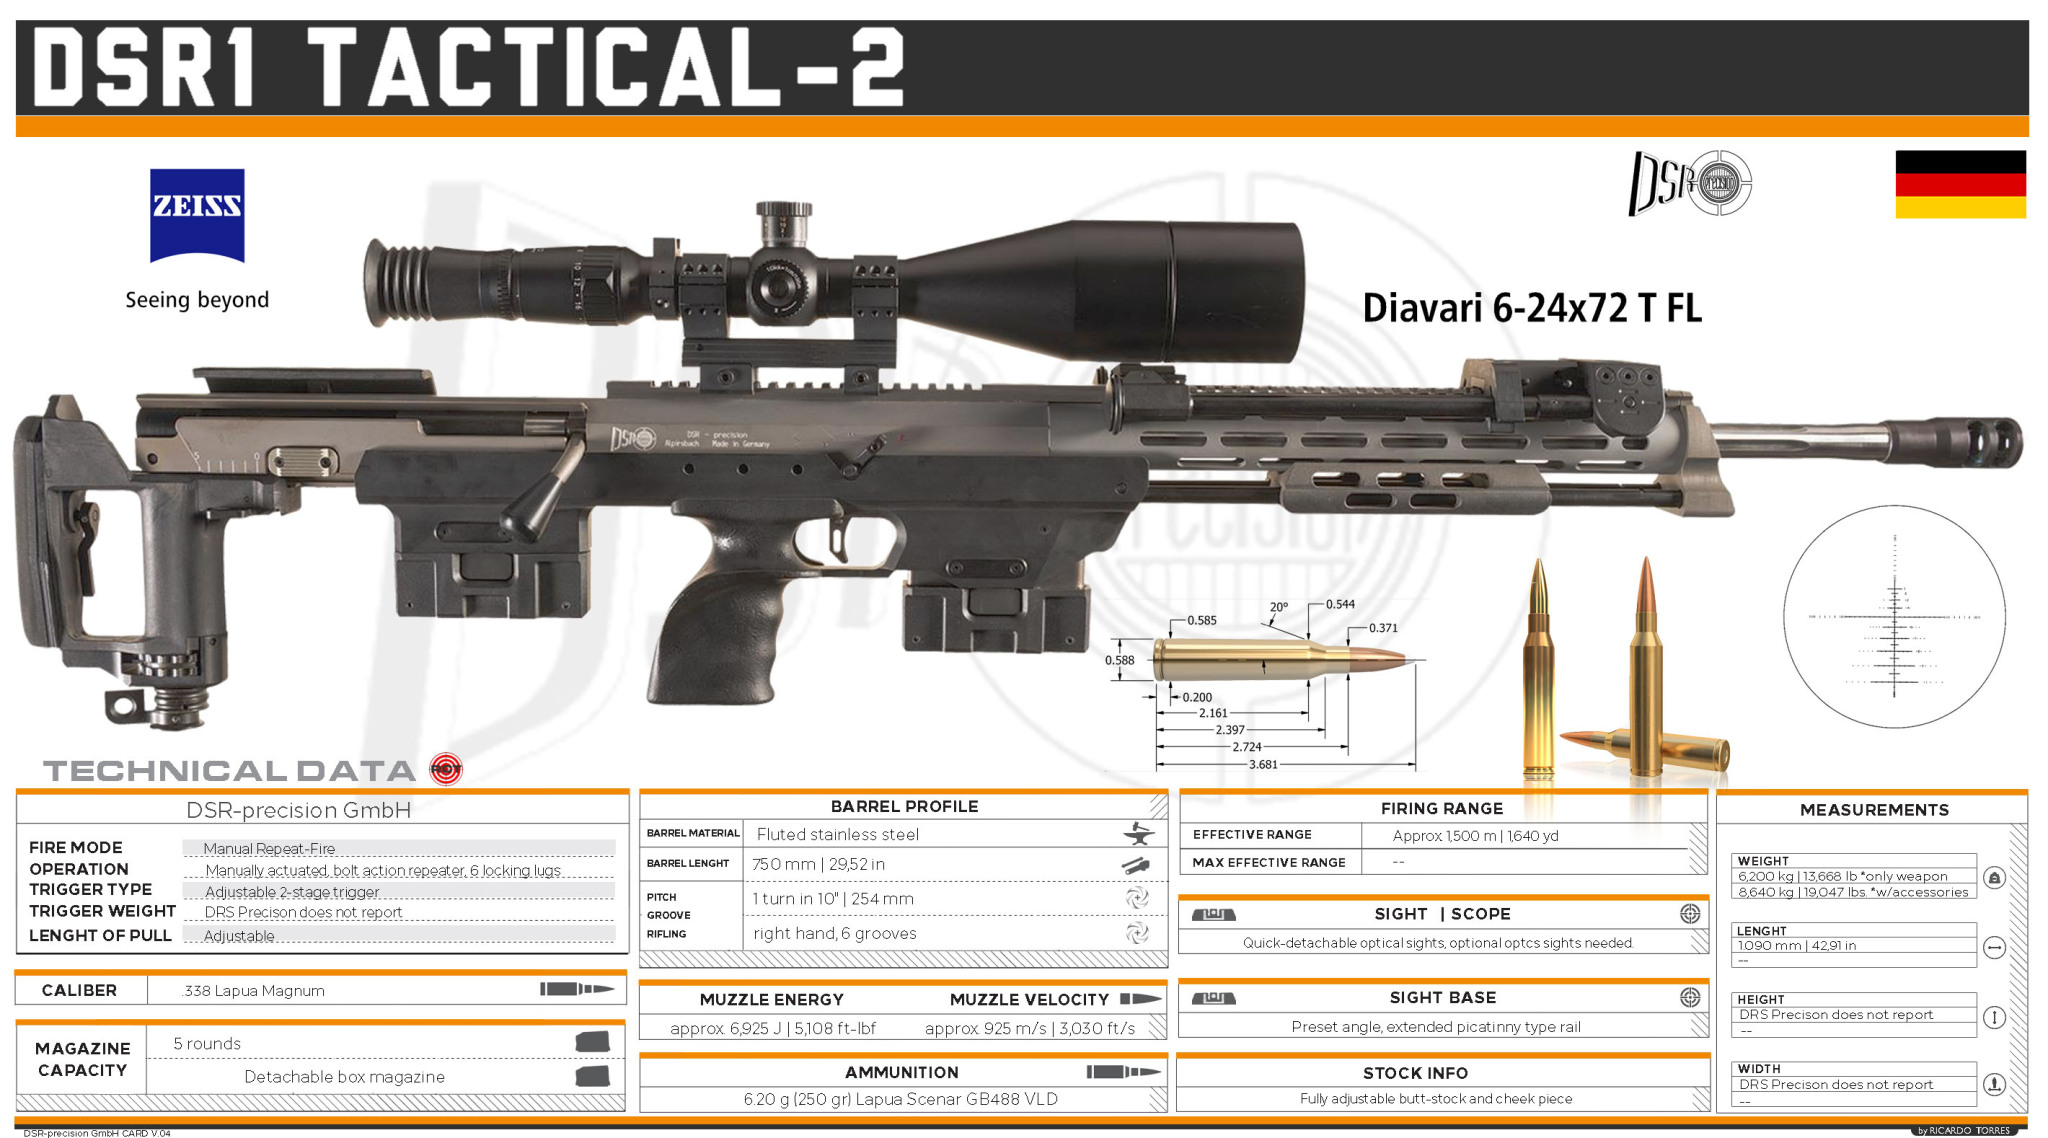 DSR1 TACTICAL-2
ZEISS
Seeing beyond
DSR
PRECISION
Diavari 6-24x72 T FL
DSR - precision
Alpirsbach Made in Germany
5 0
0.585
20°
0.544
0.371
0.588
0.200
2.161
2.397
2.724
3.681
TECHNICAL DATA
DSR-precision GmbH
FIRE MODE Manual Repeat-Fire
OPERATION Manually actuated, bolt action repeater, 6 locking lugs
TRIGGER TYPE Adjustable 2-stage trigger
TRIGGER WEIGHT DRS Precison does not report
LENGHT OF PULL Adjustable
CALIBER .338 Lapua Magnum
MAGAZINE CAPACITY
5 rounds
Detachable box magazine
BARREL PROFILE
BARREL MATERIAL Fluted stainless steel
BARREL LENGHT 750 mm | 29,52 in
PITCH 1 turn in 10" | 254 mm
GROOVE
RIFLING right hand, 6 grooves
MUZZLE ENERGY MUZZLE VELOCITY
approx. 6,925 J | 5,108 ft-lbf approx. 925 m/s | 3,030 ft/s
AMMUNITION
6.20 g (250 gr) Lapua Scenar GB488 VLD
FIRING RANGE
EFFECTIVE RANGE Approx 1,500 m | 1,640 yd
MAX EFFECTIVE RANGE --
SIGHT | SCOPE
Quick-detachable optical sights, optional optcs sights needed.
SIGHT BASE
Preset angle, extended picatinny type rail
STOCK INFO
Fully adjustable butt-stock and cheek piece
MEASUREMENTS
WEIGHT
6,200 kg | 13,668 lb *only weapon
8,640 kg | 19,047 lbs. *w/accessories
LENGHT
1.090 mm | 42,91 in
--
HEIGHT
DRS Precison does not report
--
WIDTH
DRS Precison does not report
--
DSR-precision GmbH CARD V.04
by RICARDO TORRES